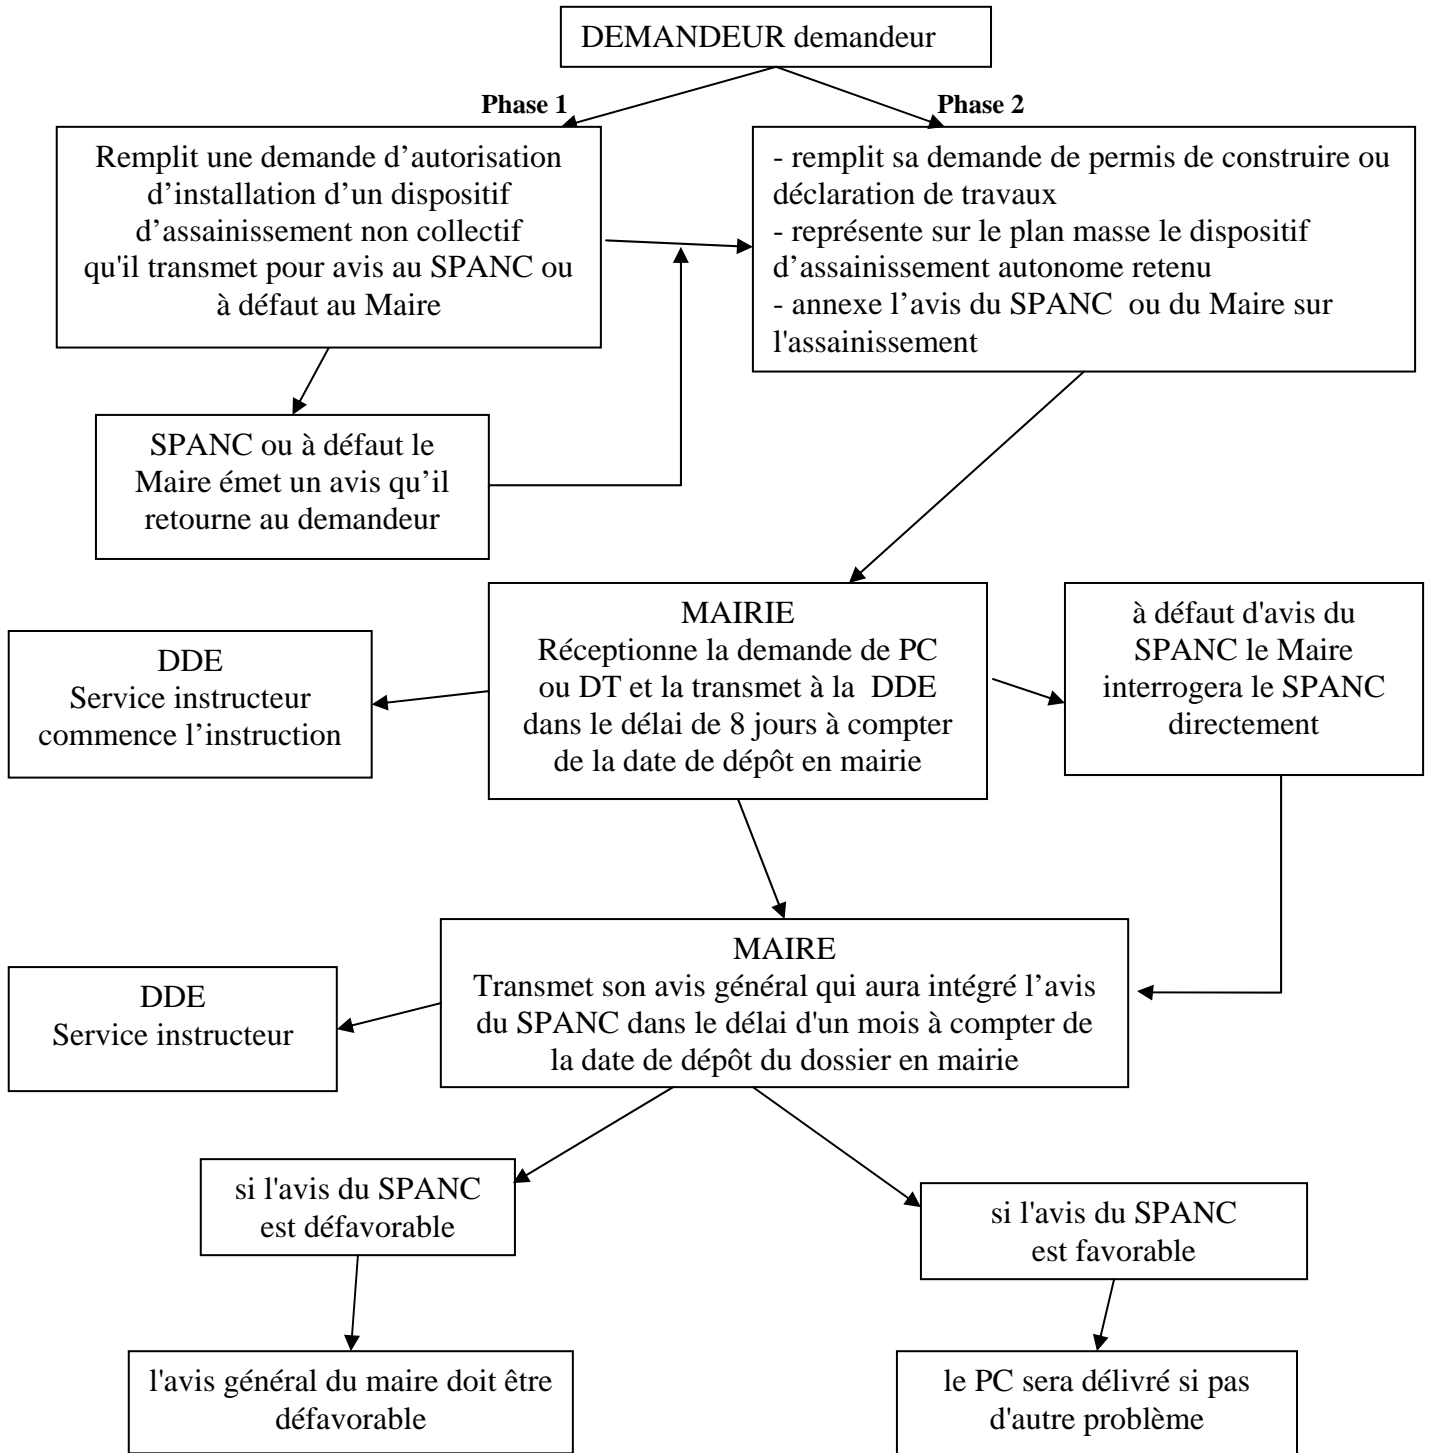 DEMANDEUR demandeur
Phase 1
Phase 2
Remplit une demande d’autorisation
d’installation d’un dispositif
d’assainissement non collectif
qu'il transmet pour avis au SPANC ou
à défaut au Maire
- remplit sa demande de permis de construire ou
déclaration de travaux
- représente sur le plan masse le dispositif
d’assainissement autonome retenu
- annexe l’avis du SPANC ou du Maire sur
l'assainissement
SPANC ou à défaut le
Maire émet un avis qu’il
retourne au demandeur
MAIRIE
Réceptionne la demande de PC
ou DT et la transmet à la DDE
dans le délai de 8 jours à compter
de la date de dépôt en mairie
à défaut d'avis du
SPANC le Maire
interrogera le SPANC
directement
DDE
Service instructeur
commence l’instruction
MAIRE
Transmet son avis général qui aura intégré l’avis
du SPANC dans le délai d'un mois à compter de
la date de dépôt du dossier en mairie
DDE
Service instructeur
si l'avis du SPANC
est défavorable
si l'avis du SPANC
est favorable
l'avis général du maire doit être
défavorable
le PC sera délivré si pas
d'autre problème